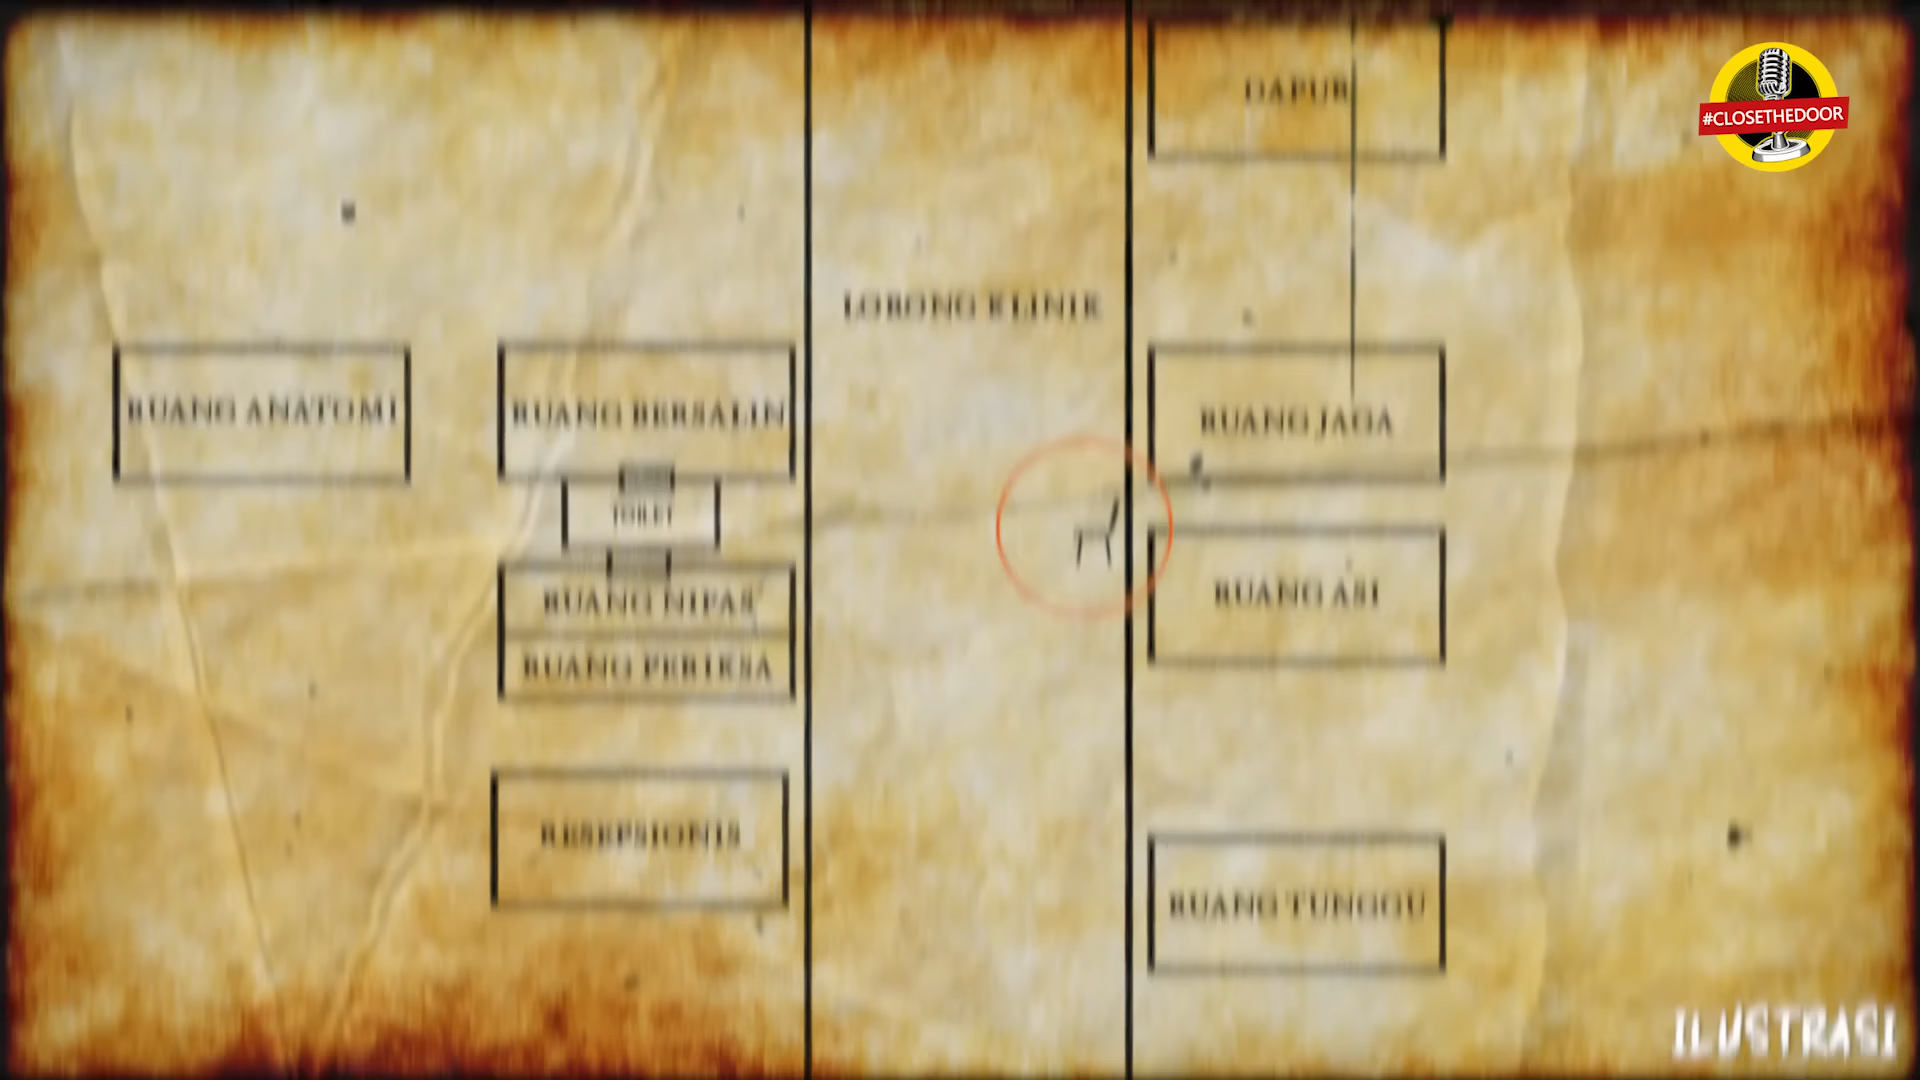 DAPUR
#CLOSETHEDOOR
LORONG KLINIK
RUANG ANATOMI
RUANG BERSALIN
RUANG JAGA
TOILET
RUANG NIFAS
RUANG ASI
RUANG PERIKSA
RESEPSIONIS
RUANG TUNGGU
ILUSTRASI